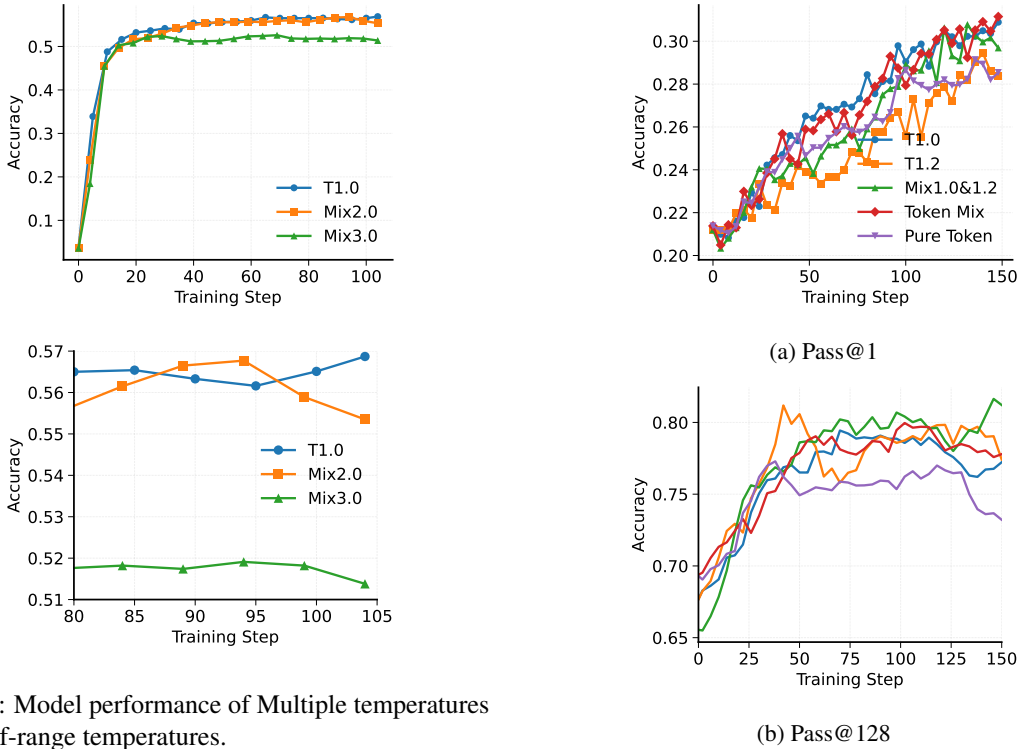 0.5
0.4
0.3
0.2
0.1
Accuracy
T1.0
Mix2.0
Mix3.0
0 20 40 60 80 100
Training Step
0.57
0.56
0.55
0.54
0.53
0.52
0.51
Accuracy
T1.0
Mix2.0
Mix3.0
80 85 90 95 100 105
Training Step
: Model performance of Multiple temperatures
f-range temperatures.
0.30
0.28
0.26
0.24
0.22
0.20
Accuracy
T1.0
T1.2
Mix1.0&1.2
Token Mix
Pure Token
0 50 100 150
Training Step
(a) Pass@1
0.80
0.75
0.70
0.65
Accuracy
0 25 50 75 100 125 150
Training Step
(b) Pass@128